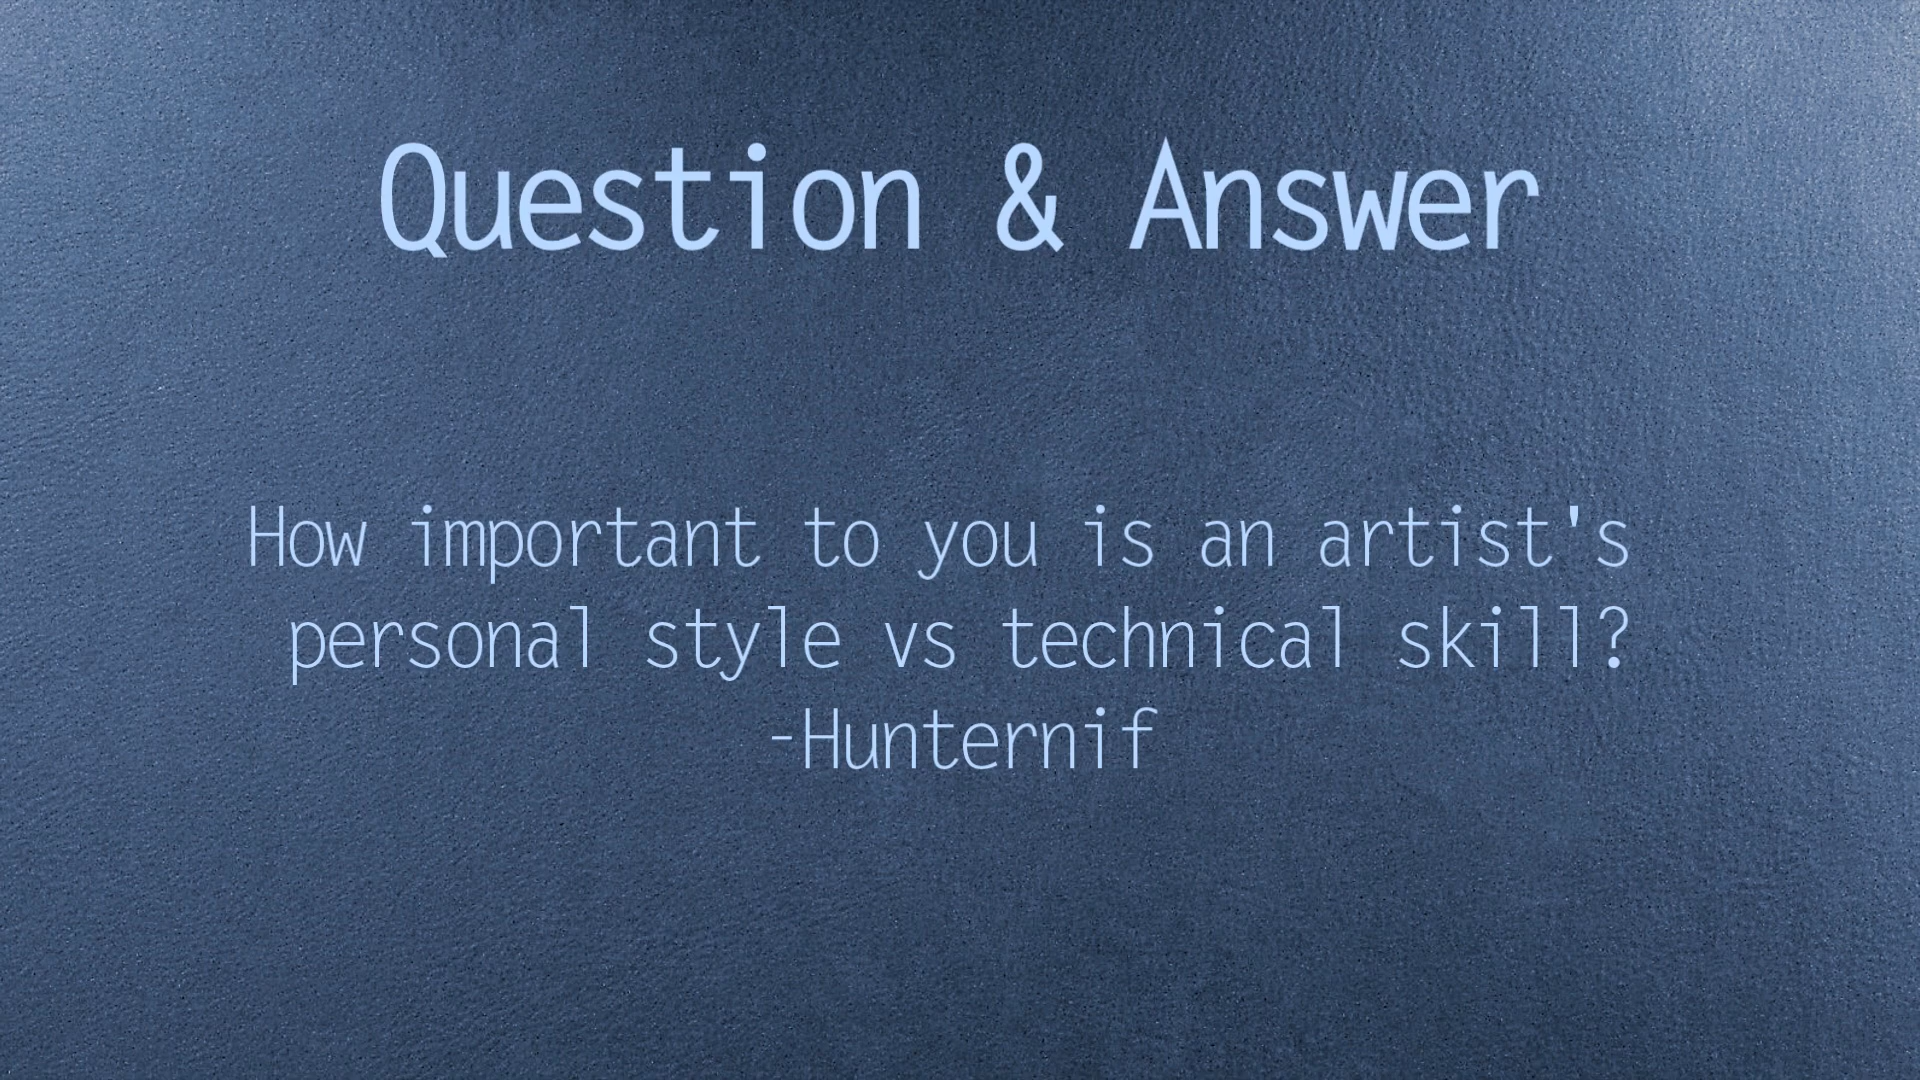 Question & Answer
How important to you is an artist's
personal style vs technical skill?
-Hunternif